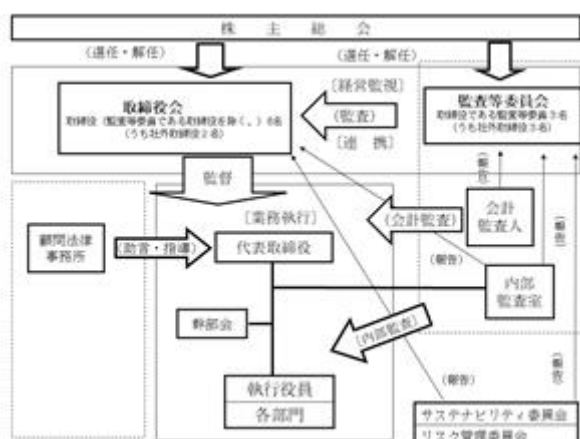 株主総会
(選任・解任)
(選任・解任)
取締役会
取締役(監査等委員である取締役を除く。)6名
(うち社外取締役2名)
[経営監視]
(監査)
[連 携]
監査等委員会
取締役である監査等委員3名
(うち社外取締役3名)
監督
(報告)
顧問法律
事務所
(助言・指導)
[業務執行]
代表取締役
(会計監査)
会計
監査人
(報告)
(報告)
内部
監査室
幹部会
[内部監査]
執行役員
各部門
(報告)
(報告)
サステナビリティ委員会
リスク管理委員会